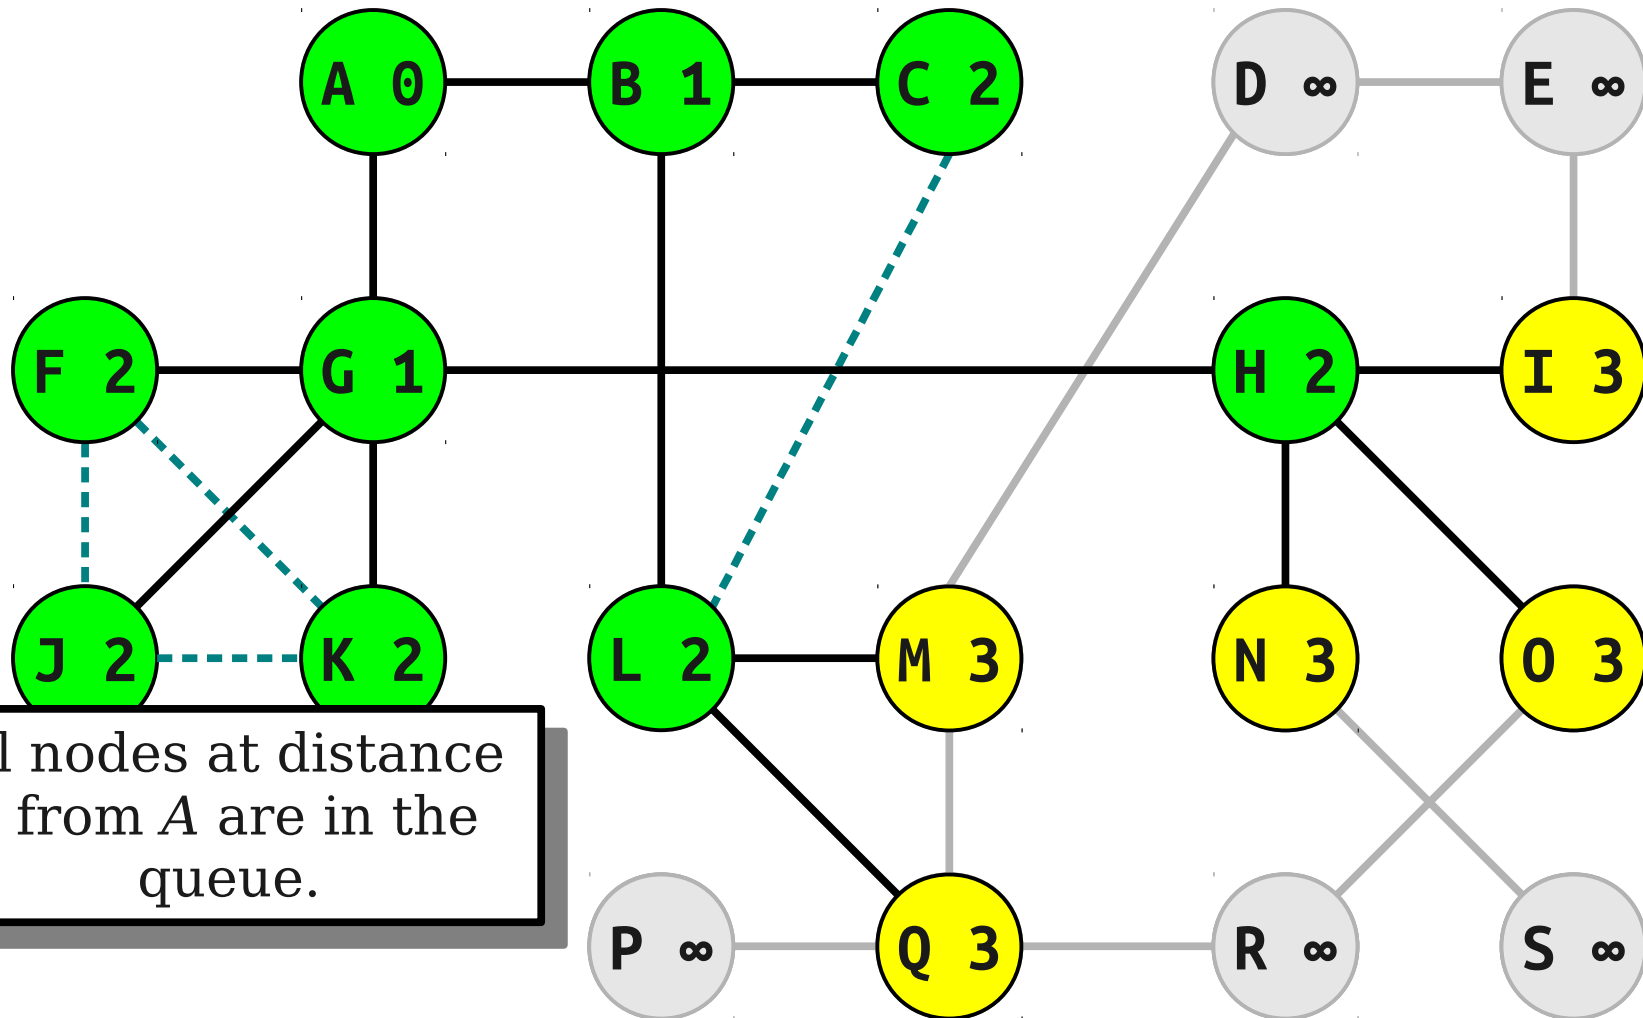 A 0 B 1 C 2 D ∞ E ∞
F 2 G 1 H 2 I 3
J 2 K 2 L 2 M 3 N 3 O 3
nodes at distance
from A are in the
queue.
P ∞ Q 3 R ∞ S ∞